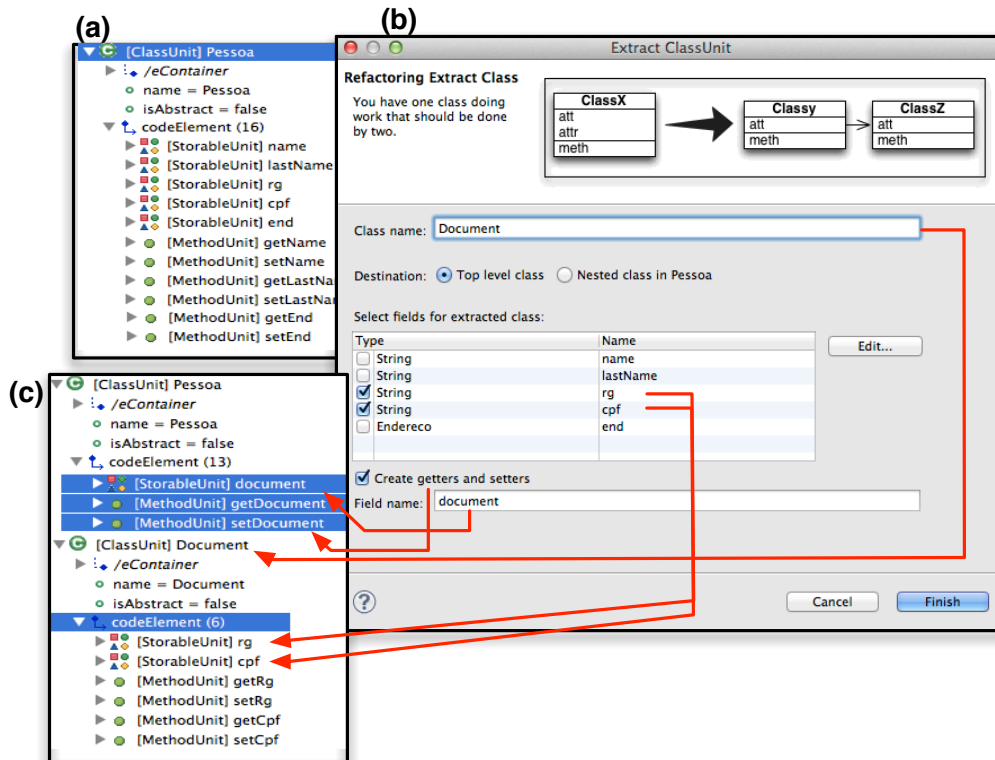 (a)
[ClassUnit] Pessoa
/eContainer
name = Pessoa
isAbstract = false
codeElement (16)
[StorableUnit] name
[StorableUnit] lastName
[StorableUnit] rg
[StorableUnit] cpf
[StorableUnit] end
[MethodUnit] getName
[MethodUnit] setName
[MethodUnit] getLastNa
[MethodUnit] setLastNa
[MethodUnit] getEnd
[MethodUnit] setEnd
(b)
Extract ClassUnit
Refactoring Extract Class
You have one class doing
work that should be done
by two.
ClassX
att
attr
meth
Classy
att
meth
ClassZ
att
meth
Class name: Document
Destination: Top level class Nested class in Pessoa
Select fields for extracted class:
Type Name
String name
String lastName
String rg
String cpf
Endereco end
Edit...
Create getters and setters
Field name: document
?
Cancel Finish
(c)
[ClassUnit] Pessoa
/eContainer
name = Pessoa
isAbstract = false
codeElement (13)
[StorableUnit] document
[MethodUnit] getDocument
[MethodUnit] setDocument
[ClassUnit] Document
/eContainer
name = Document
isAbstract = false
codeElement (6)
[StorableUnit] rg
[StorableUnit] cpf
[MethodUnit] getRg
[MethodUnit] setRg
[MethodUnit] getCpf
[MethodUnit] setCpf